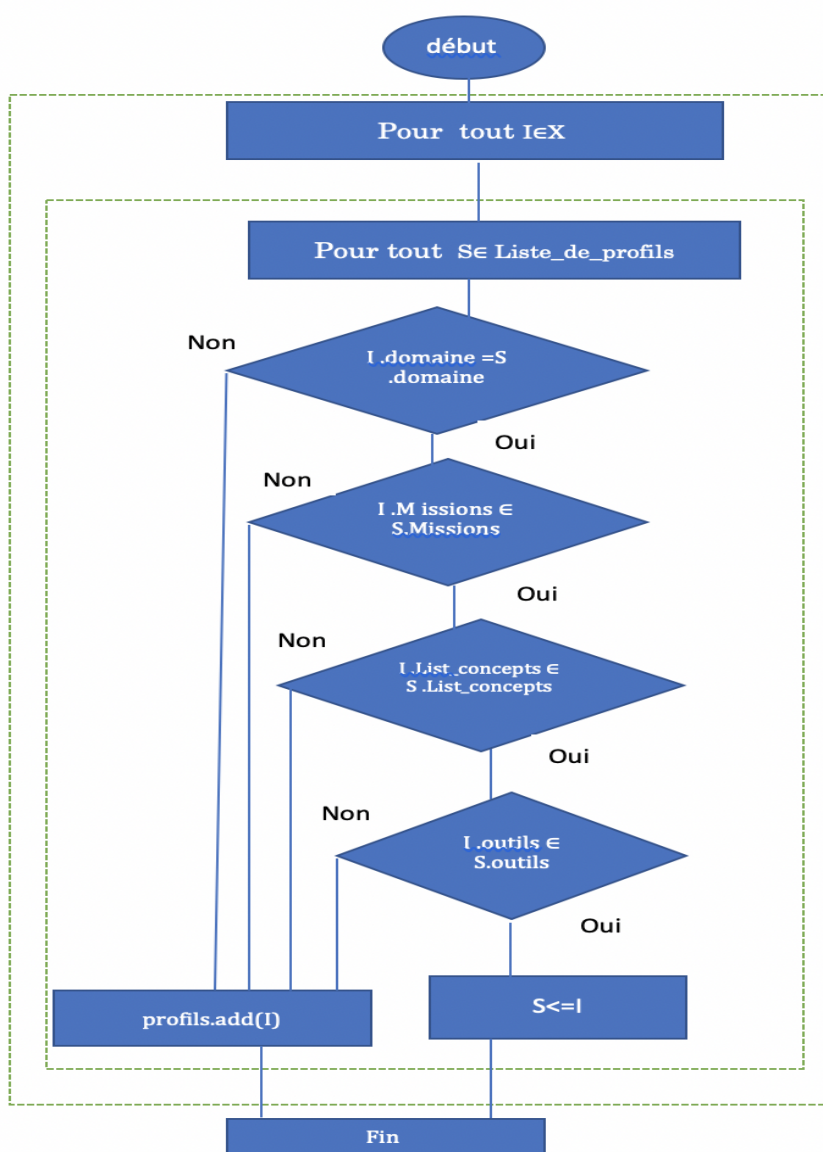 début
Pour tout I∈X
Pour tout S∈ Liste_de_profils
Non
I .domaine =S
.domaine
Oui
Non
I .M issions ∈
S.Missions
Oui
Non
I.List_concepts ∈
S .List_concepts
Oui
Non
I .outils ∈
S.outils
Oui
profils.add(I)
S<=I
Fin